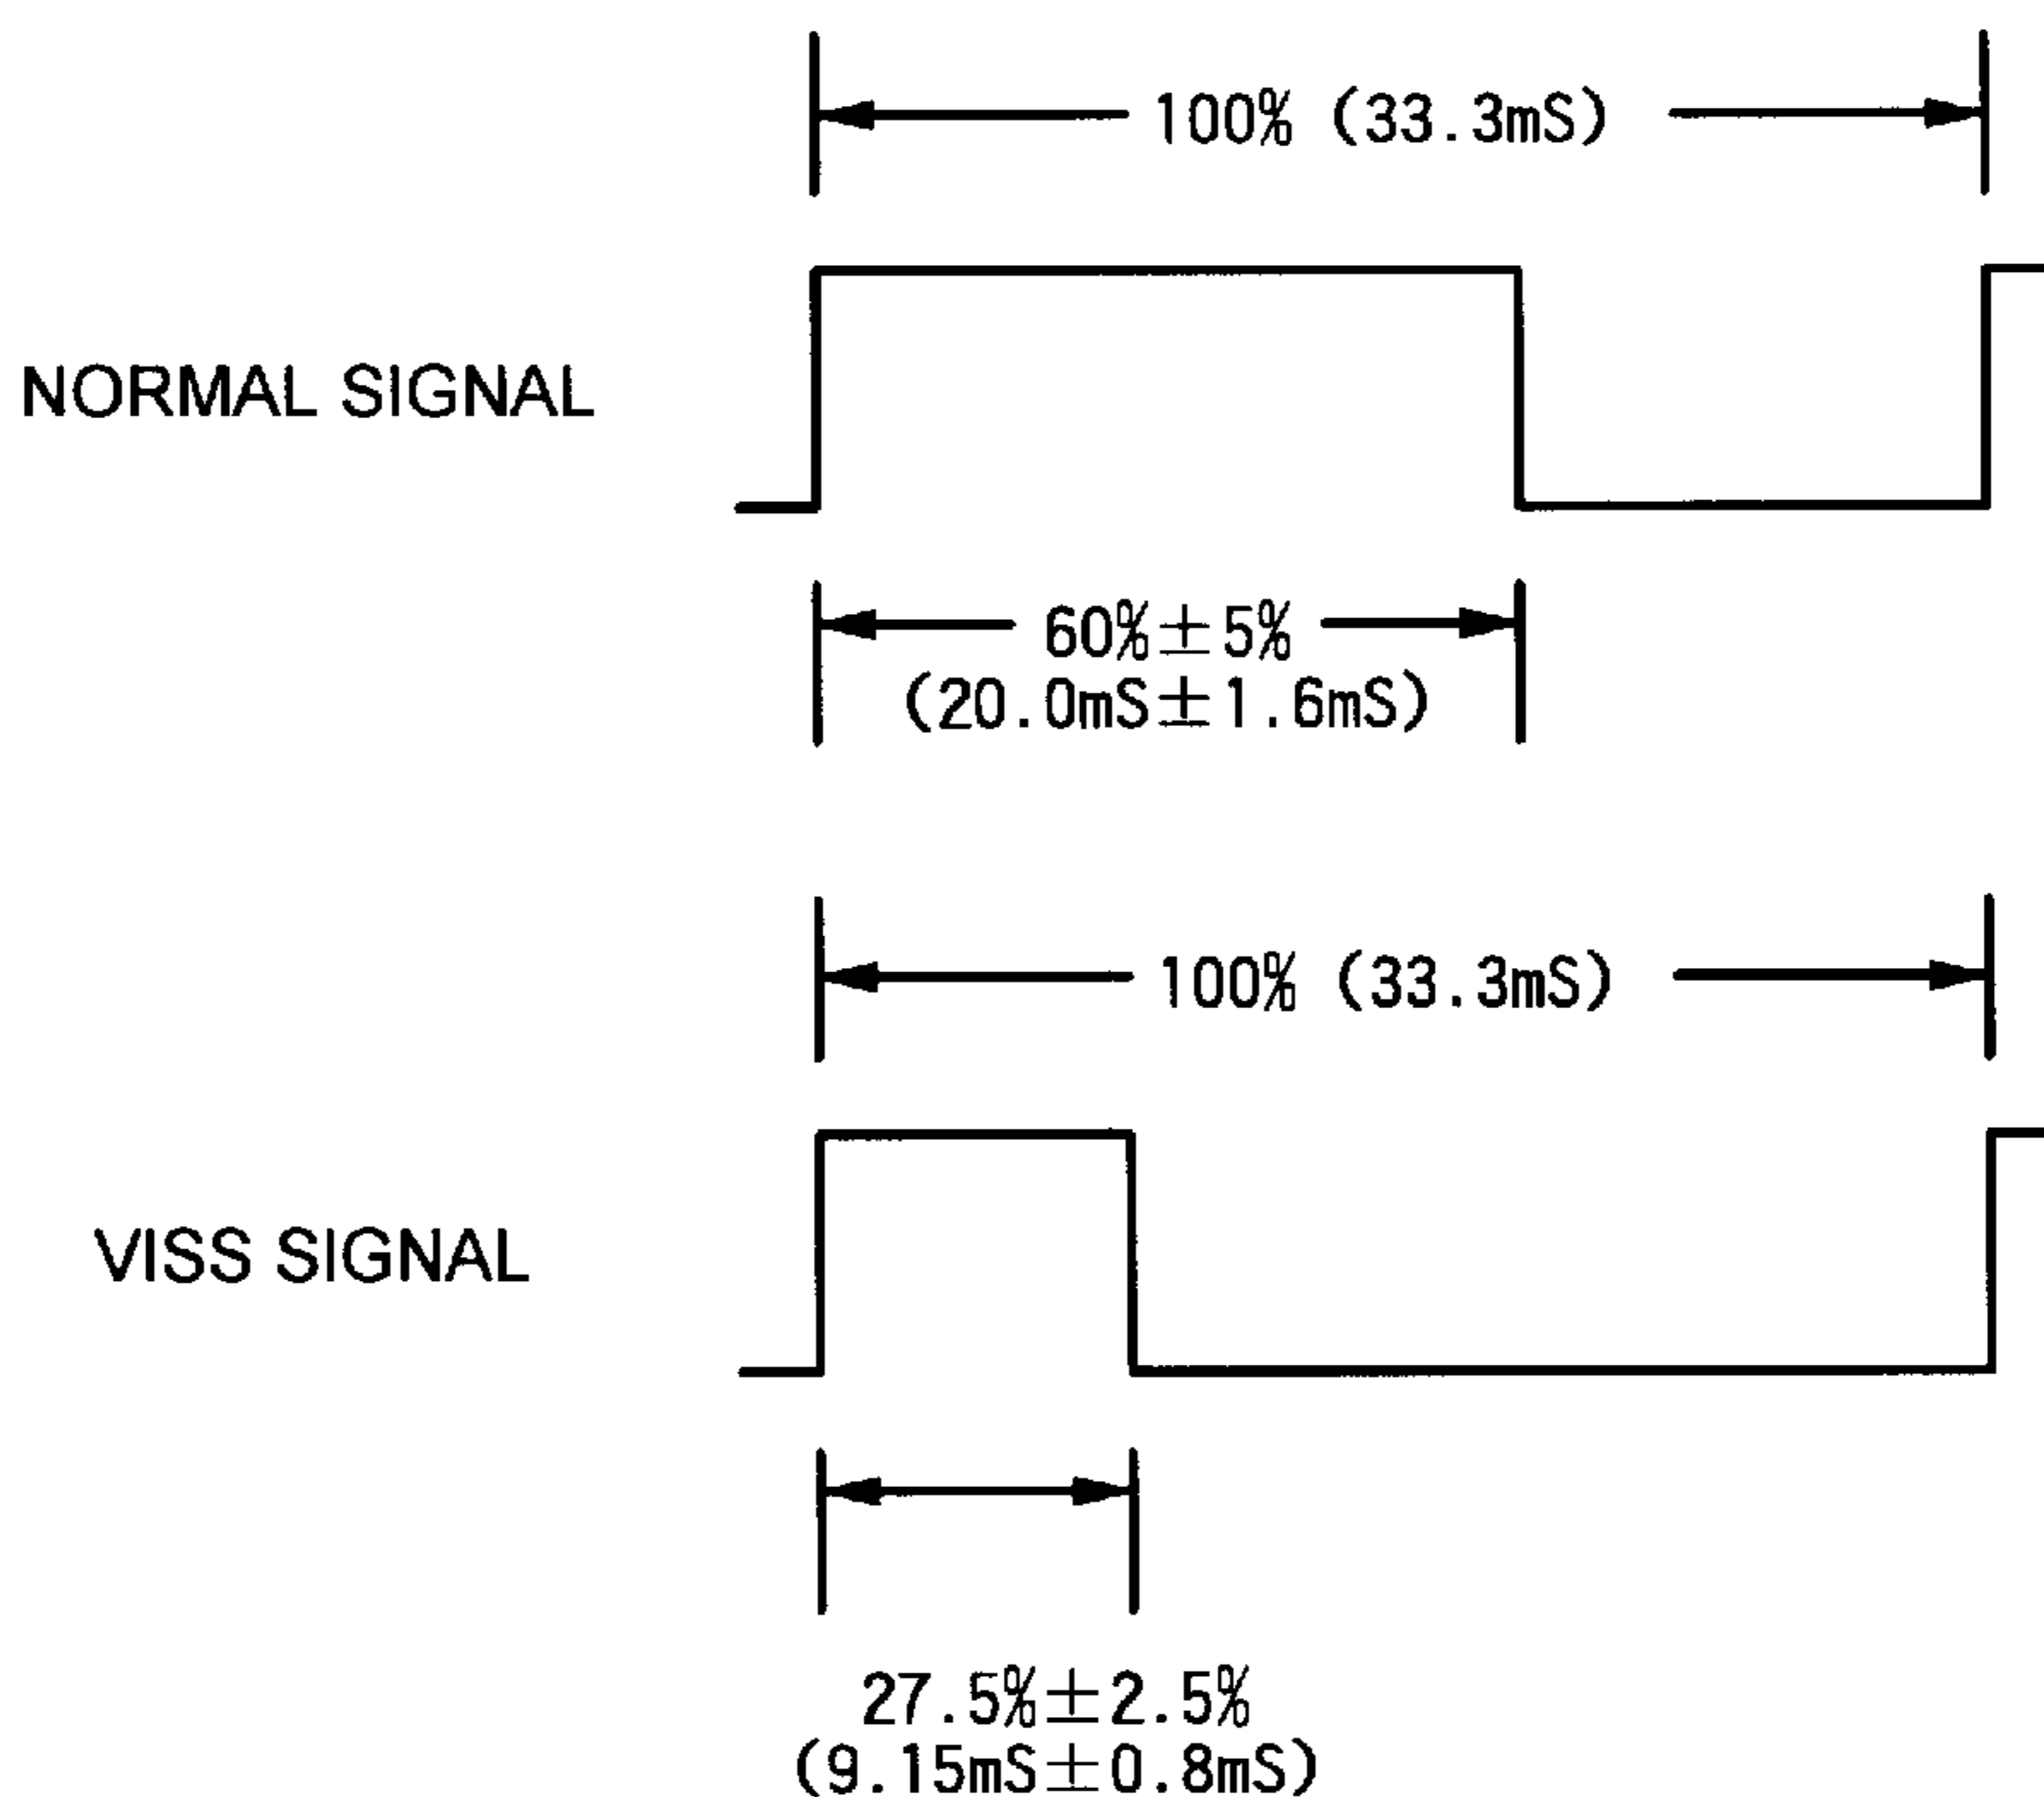 100% (33.3mS)
NORMAL SIGNAL
60%±5%
(20.0mS±1.6mS)
100% (33.3mS)
VISS SIGNAL
27.5%±2.5%
(9.15mS±0.8mS)